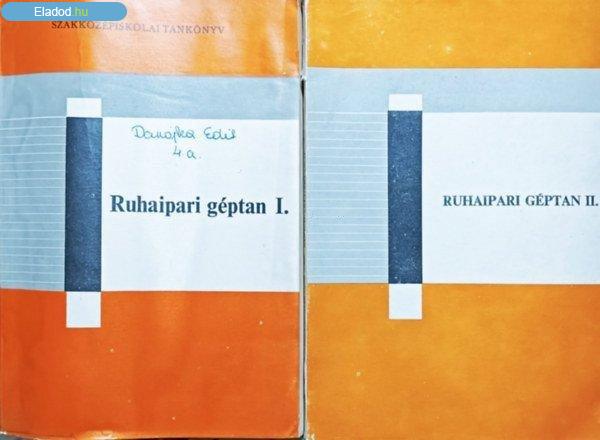 Eladod.hu
SZAKKÖZÉPISKOLAI TANKÖNYV
4.a.
Ruhaipari géptan I.
RUHAIPARI GÉPTAN II.